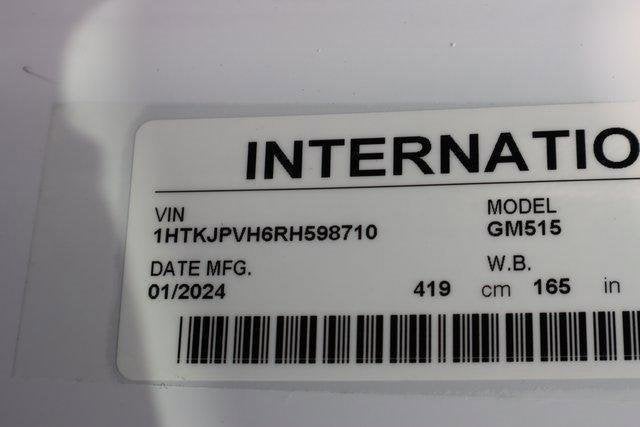 INTERNATIO
VIN MODEL
1HTKJPVH6RH598710 GM515
DATE MFG. W.B.
01/2024 419 cm 165 in